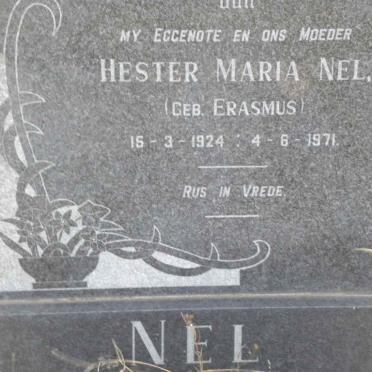 MY EGGENOTE EN ONS MOEDER
HESTER MARIA NEL,
(GEB. ERASMUS)
15-3-1924 : 4-6-1971.
RUS IN VREDE.
NEL